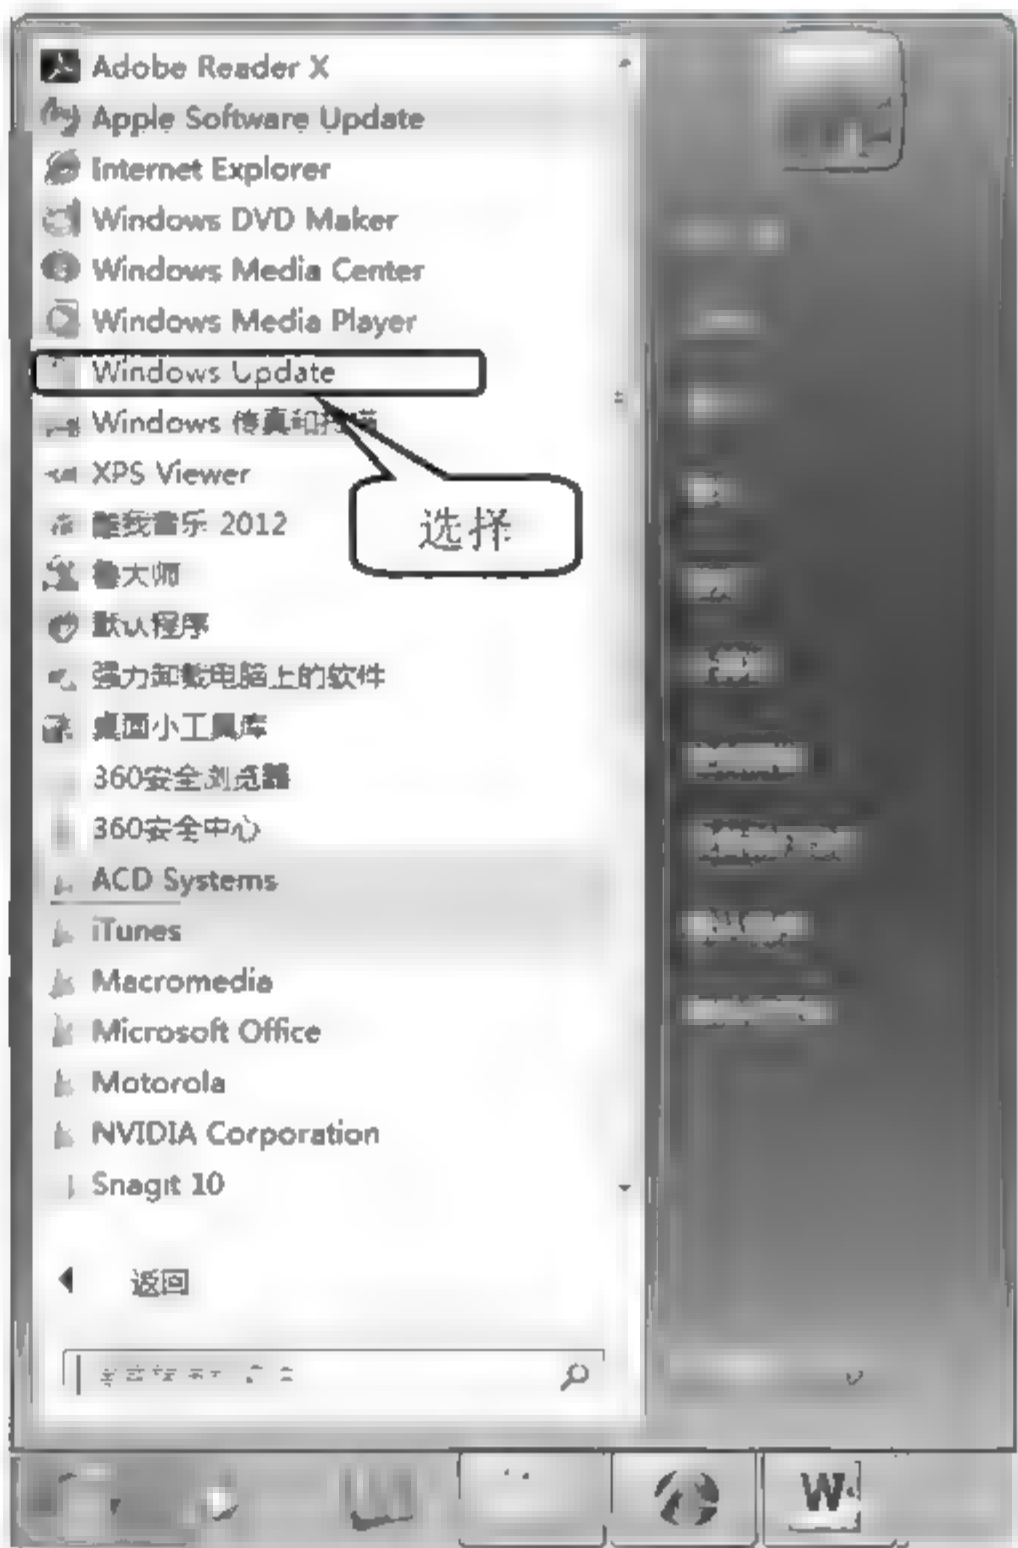 Adobe Reader X
Apple Software Update
Internet Explorer
Windows DVD Maker
Windows Media Center
Windows Media Player
Windows Update
Windows 传真和扫描
XPS Viewer
选择
酷我音乐 2012
鲁大师
默认程序
强力卸载电脑上的软件
桌面小工具库
360安全浏览器
360安全中心
ACD Systems
iTunes
Macromedia
Microsoft Office
Motorola
NVIDIA Corporation
Snagit 10
返回
W